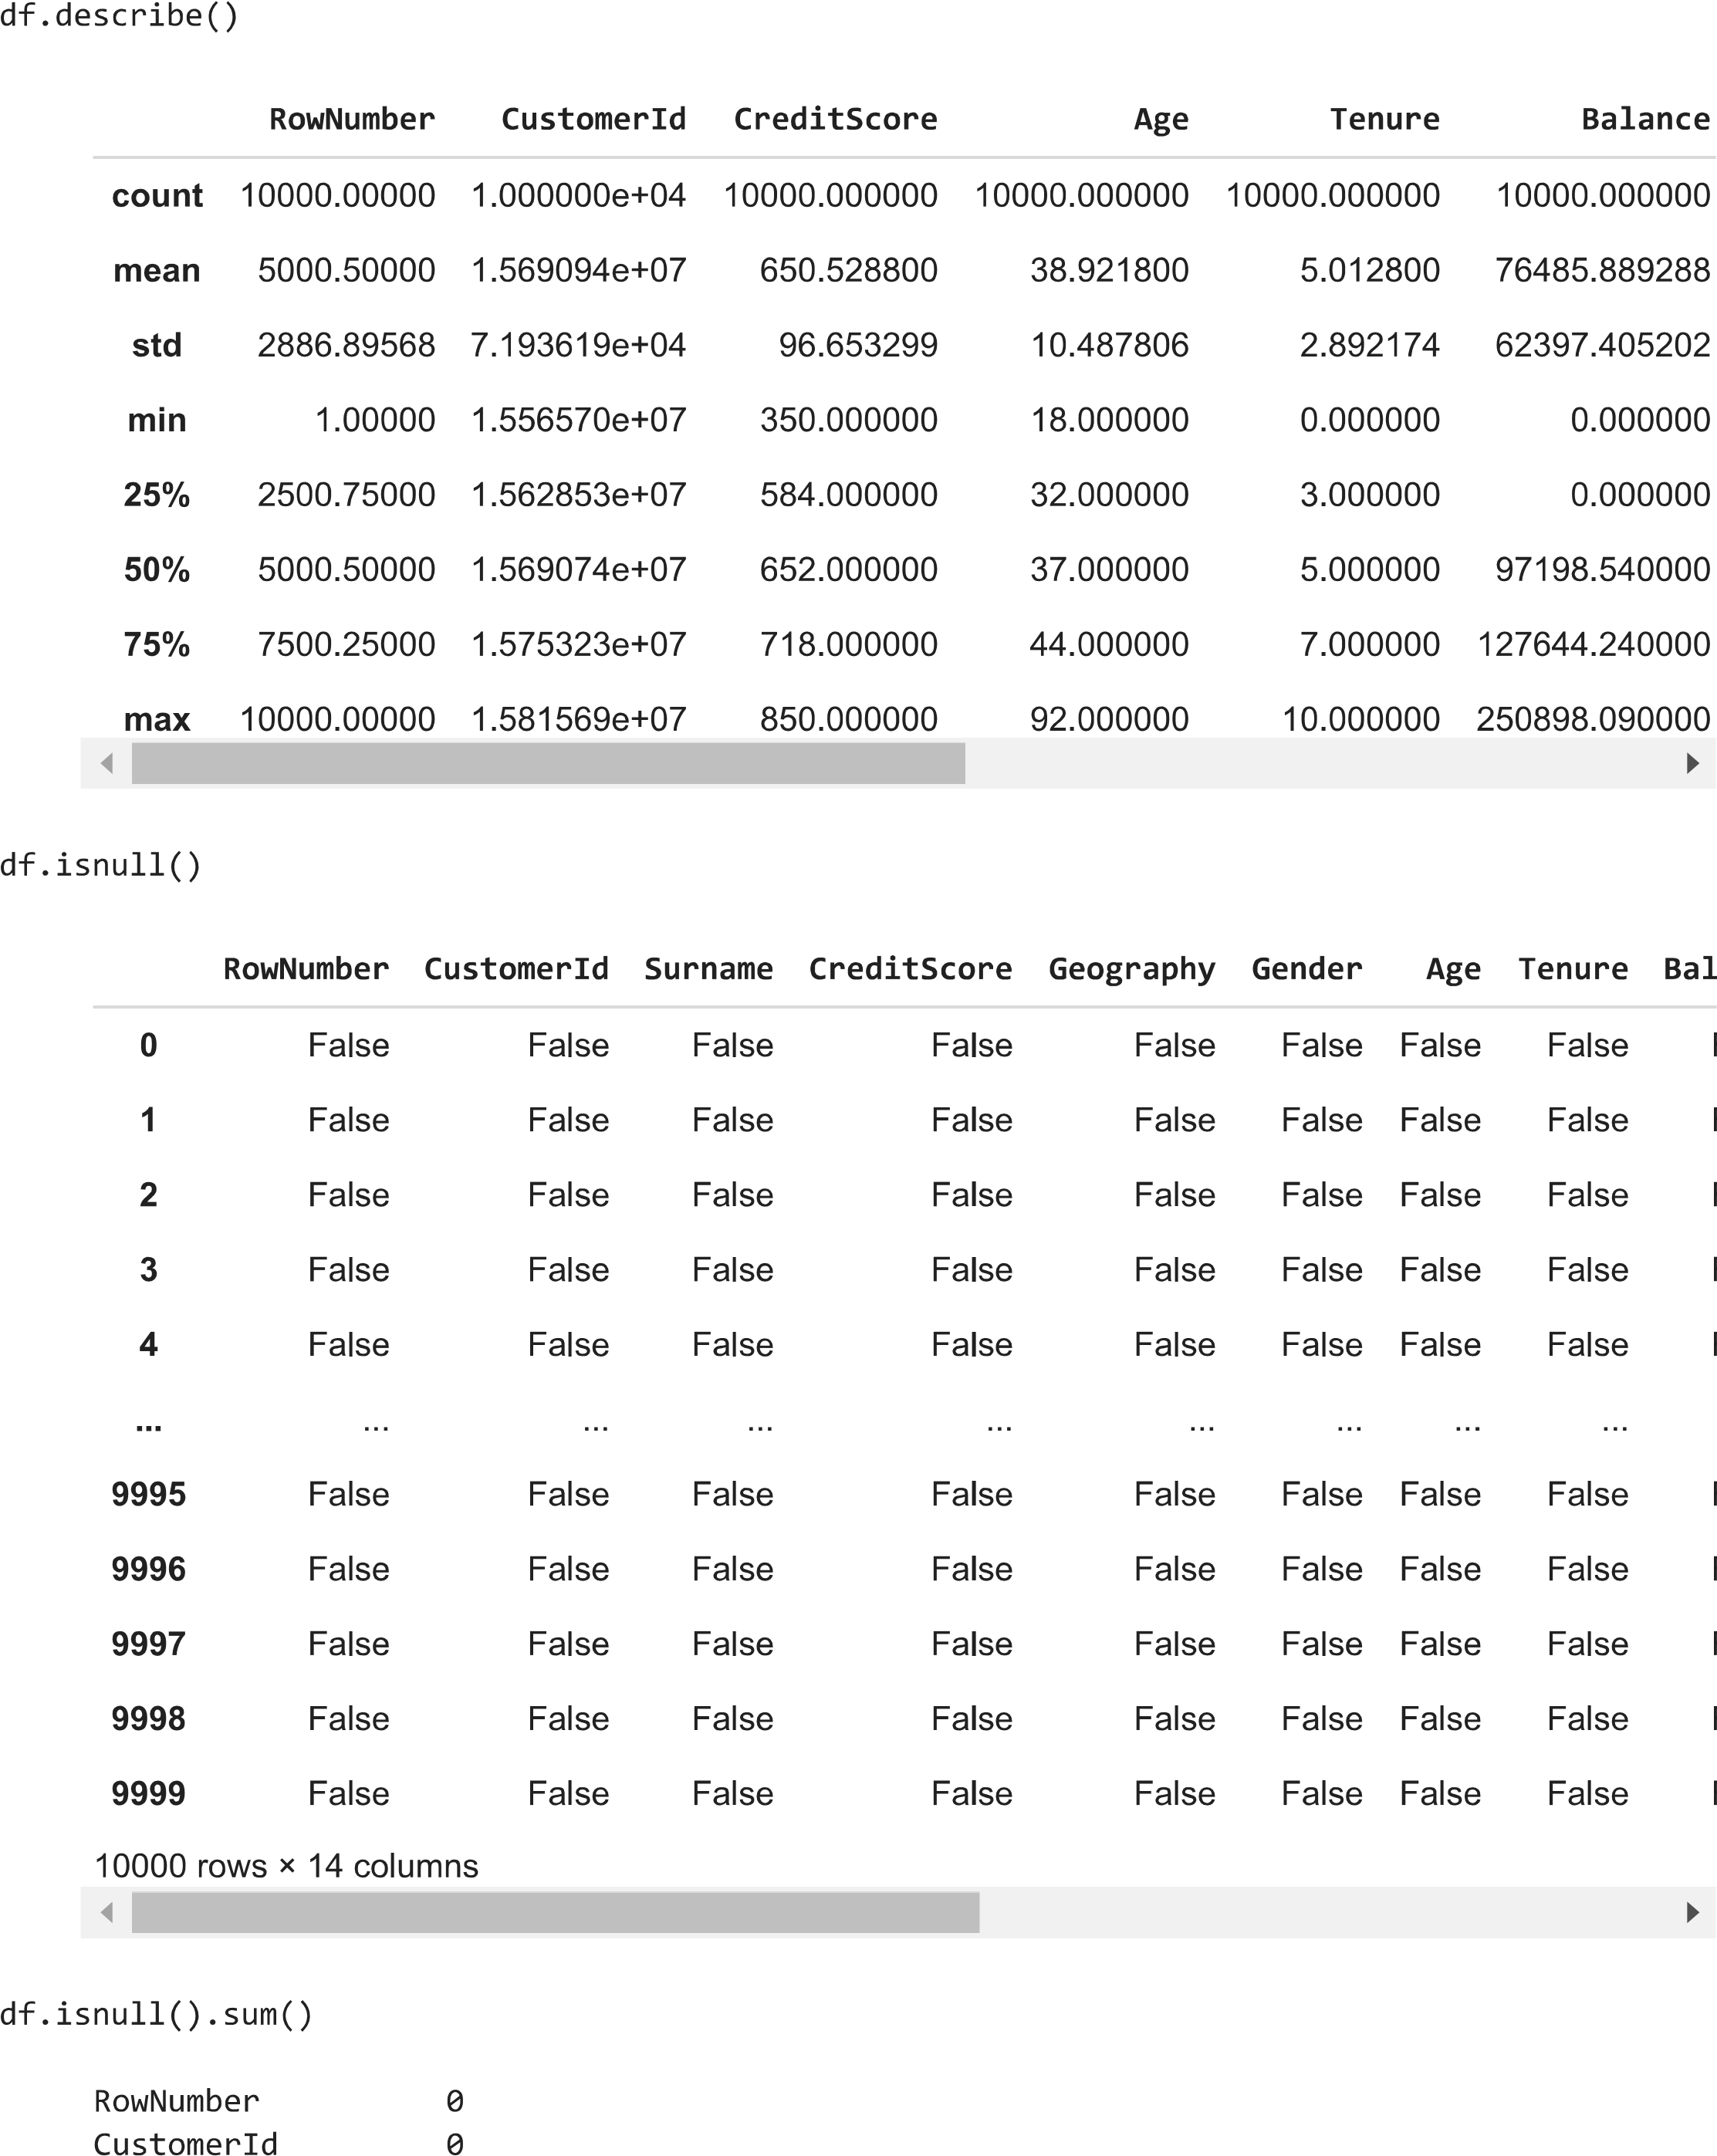 df.describe()
RowNumber CustomerId CreditScore Age Tenure Balance
count 10000.00000 1.000000e+04 10000.000000 10000.000000 10000.000000 10000.000000
mean 5000.50000 1.569094e+07 650.528800 38.921800 5.012800 76485.889288
std 2886.89568 7.193619e+04 96.653299 10.487806 2.892174 62397.405202
min 1.00000 1.556570e+07 350.000000 18.000000 0.000000 0.000000
25% 2500.75000 1.562853e+07 584.000000 32.000000 3.000000 0.000000
50% 5000.50000 1.569074e+07 652.000000 37.000000 5.000000 97198.540000
75% 7500.25000 1.575323e+07 718.000000 44.000000 7.000000 127644.240000
max 10000.00000 1.581569e+07 850.000000 92.000000 10.000000 250898.090000
df.isnull()
RowNumber CustomerId Surname CreditScore Geography Gender Age Tenure Bal
0 False False False False False False False False
1 False False False False False False False False
2 False False False False False False False False
3 False False False False False False False False
4 False False False False False False False False
... ... ... ... ... ... ... ... ...
9995 False False False False False False False False
9996 False False False False False False False False
9997 False False False False False False False False
9998 False False False False False False False False
9999 False False False False False False False False
10000 rows × 14 columns
df.isnull().sum()
RowNumber 0
CustomerId 0